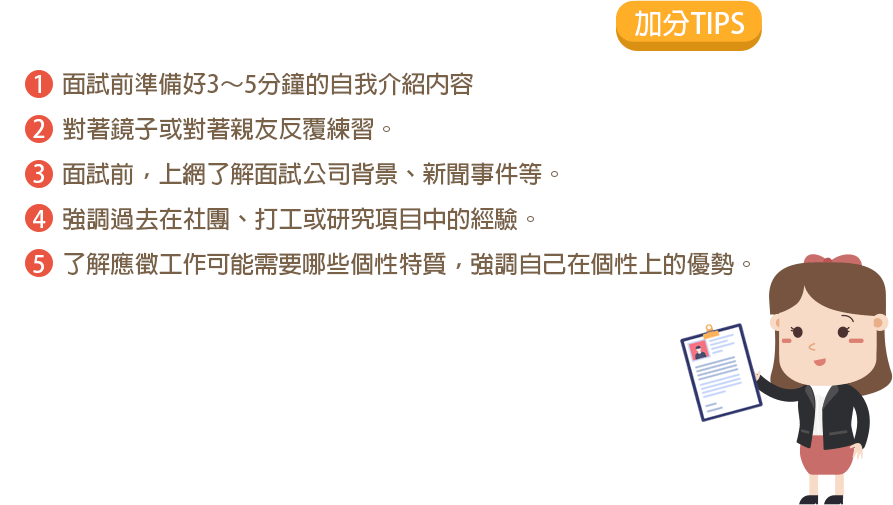 加分TIPS
1 面試前準備好3～5分鐘的自我介紹內容
2 對著鏡子或對著親友反覆練習。
3 面試前，上網了解面試公司背景、新聞事件等。
4 強調過去在社團、打工或研究項目中的經驗。
5 了解應徵工作可能需要哪些個性特質，強調自己在個性上的優勢。